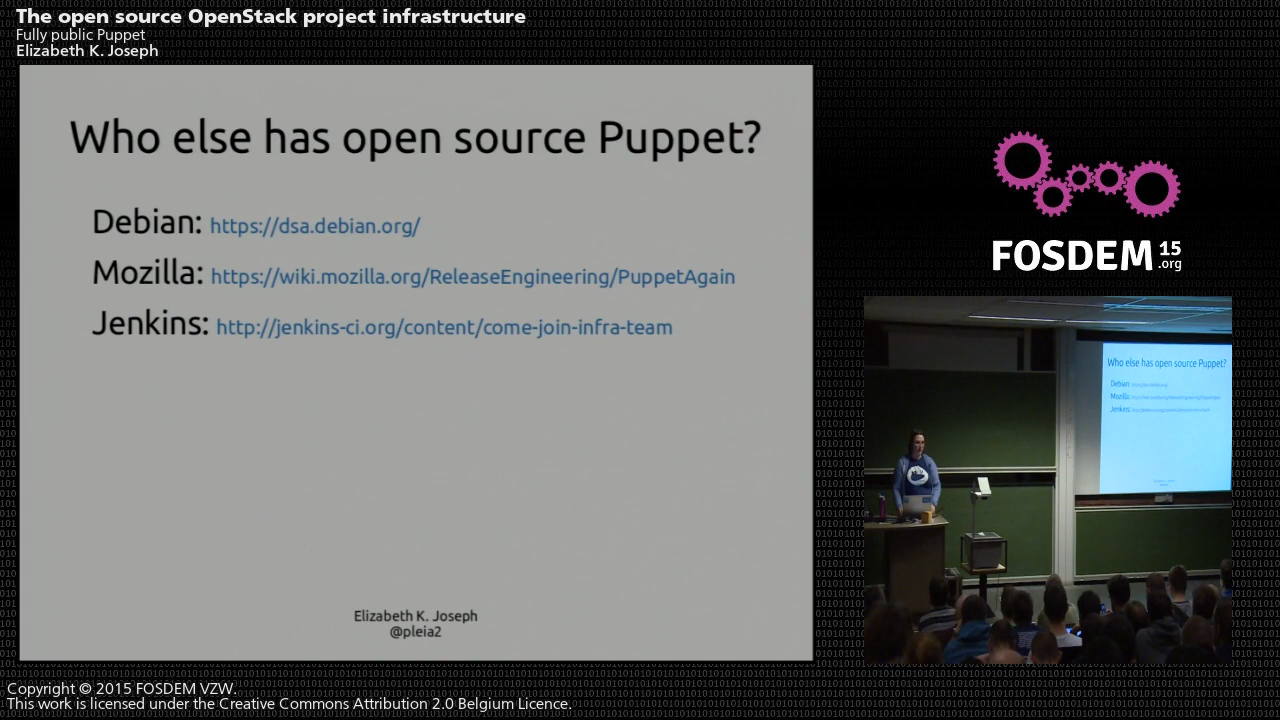 The open source OpenStack project infrastructure
Fully public Puppet
Elizabeth K. Joseph
Who else has open source Puppet?
Debian: https://dsa.debian.org/
Mozilla: https://wiki.mozilla.org/ReleaseEngineering/PuppetAgain
Jenkins: http://jenkins-ci.org/content/come-join-infra-team
Elizabeth K. Joseph
@pleia2
FOSDEM 15 .org
Who else has open source Puppet?
Debian:
Mozilla:
Jenkins:
Copyright © 2015 FOSDEM VZW.
This work is licensed under the Creative Commons Attribution 2.0 Belgium Licence.